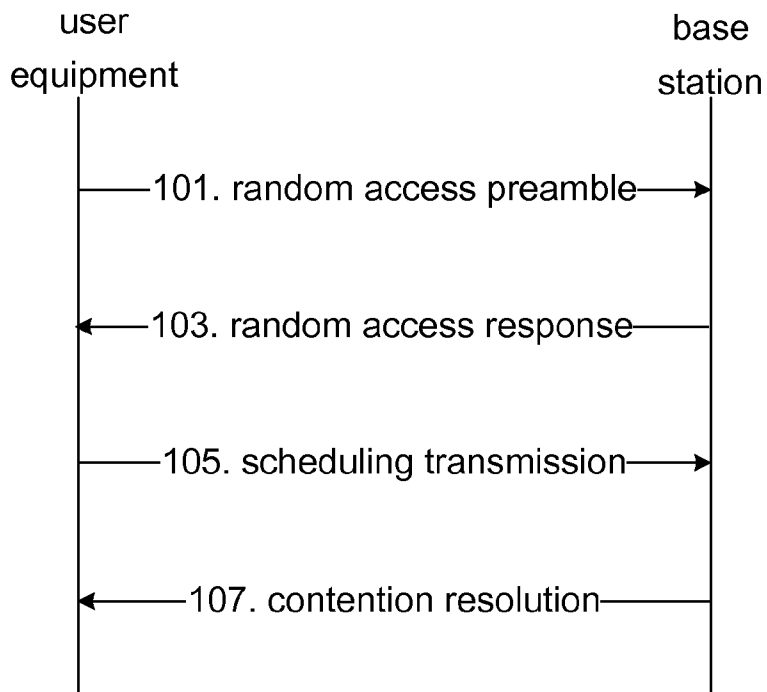 user
equipment
base
station
101. random access preamble
103. random access response
105. scheduling transmission
107. contention resolution